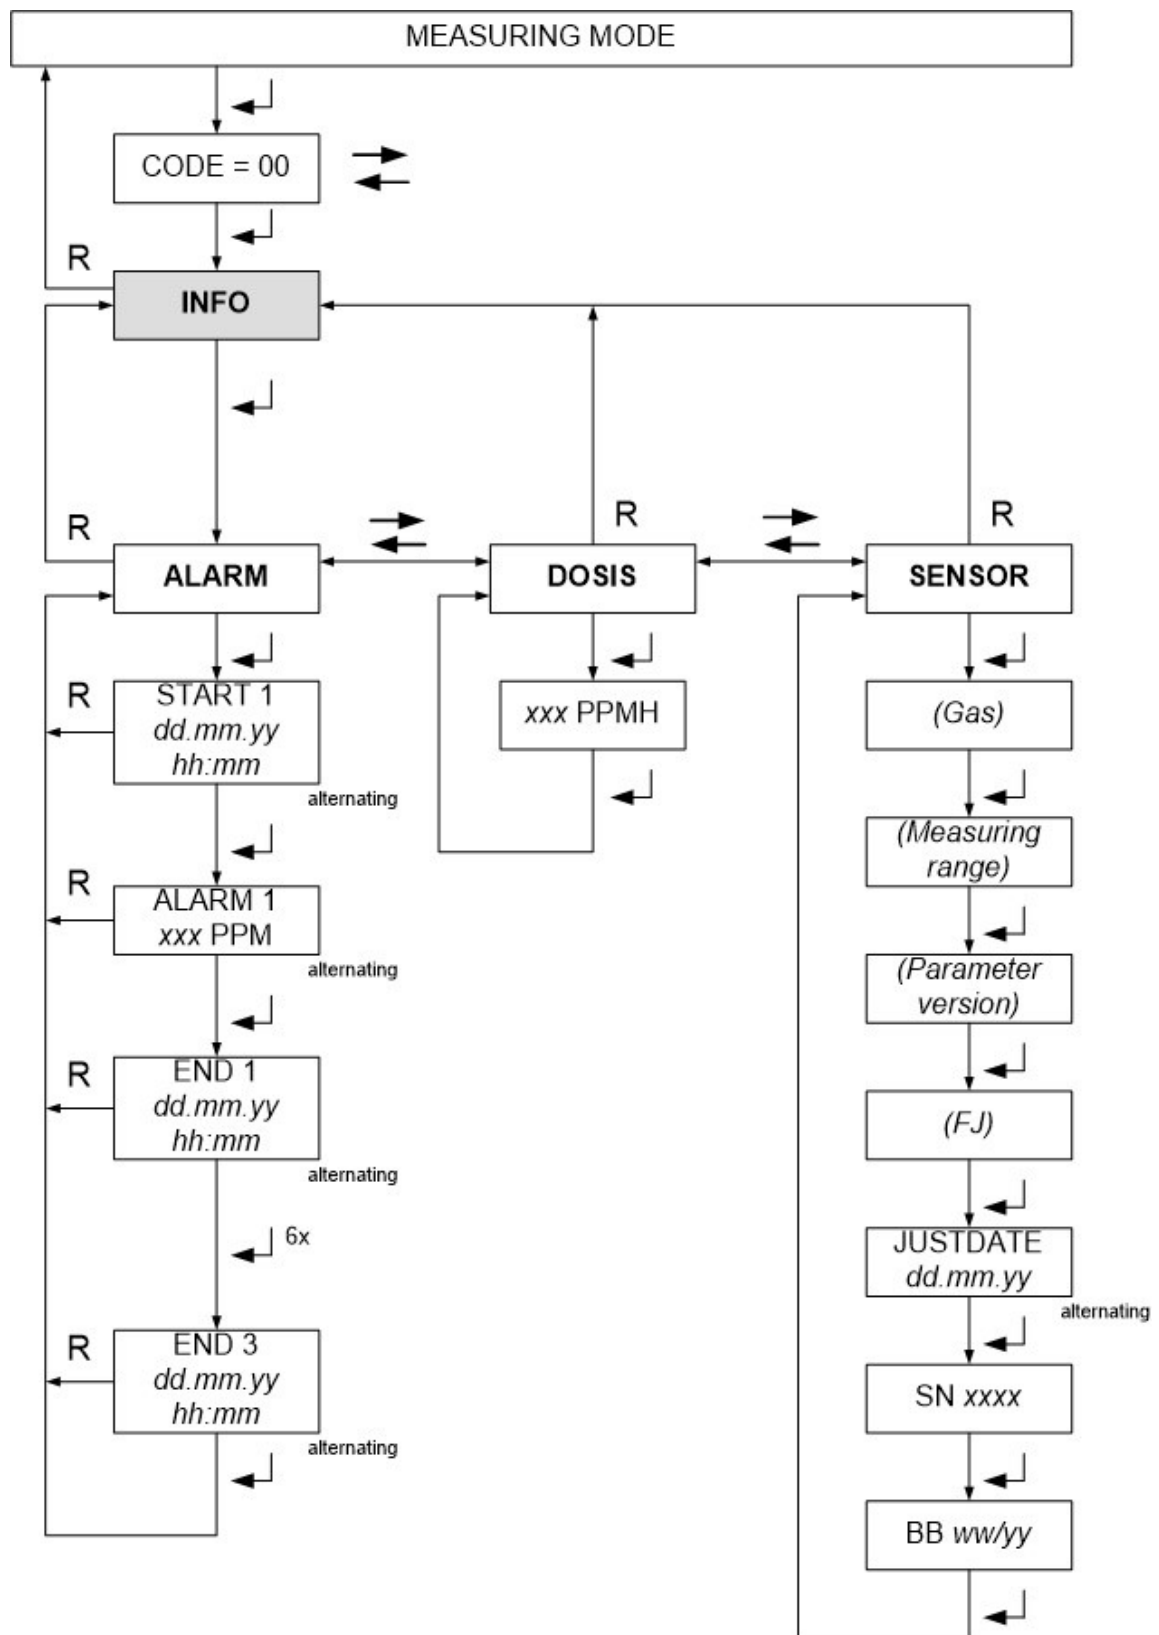 MEASURING MODE
CODE = 00
R
INFO
R
R
R
ALARM
DOSIS
SENSOR
R
START 1
dd.mm.yy
hh:mm
alternating
xxx PPMH
(Gas)
R
ALARM 1
xxx PPM
alternating
(Measuring
range)
(Parameter
version)
R
END 1
dd.mm.yy
hh:mm
alternating
(FJ)
6x
JUSTDATE
dd.mm.yy
alternating
R
END 3
dd.mm.yy
hh:mm
alternating
SN xxxx
BB ww/yy